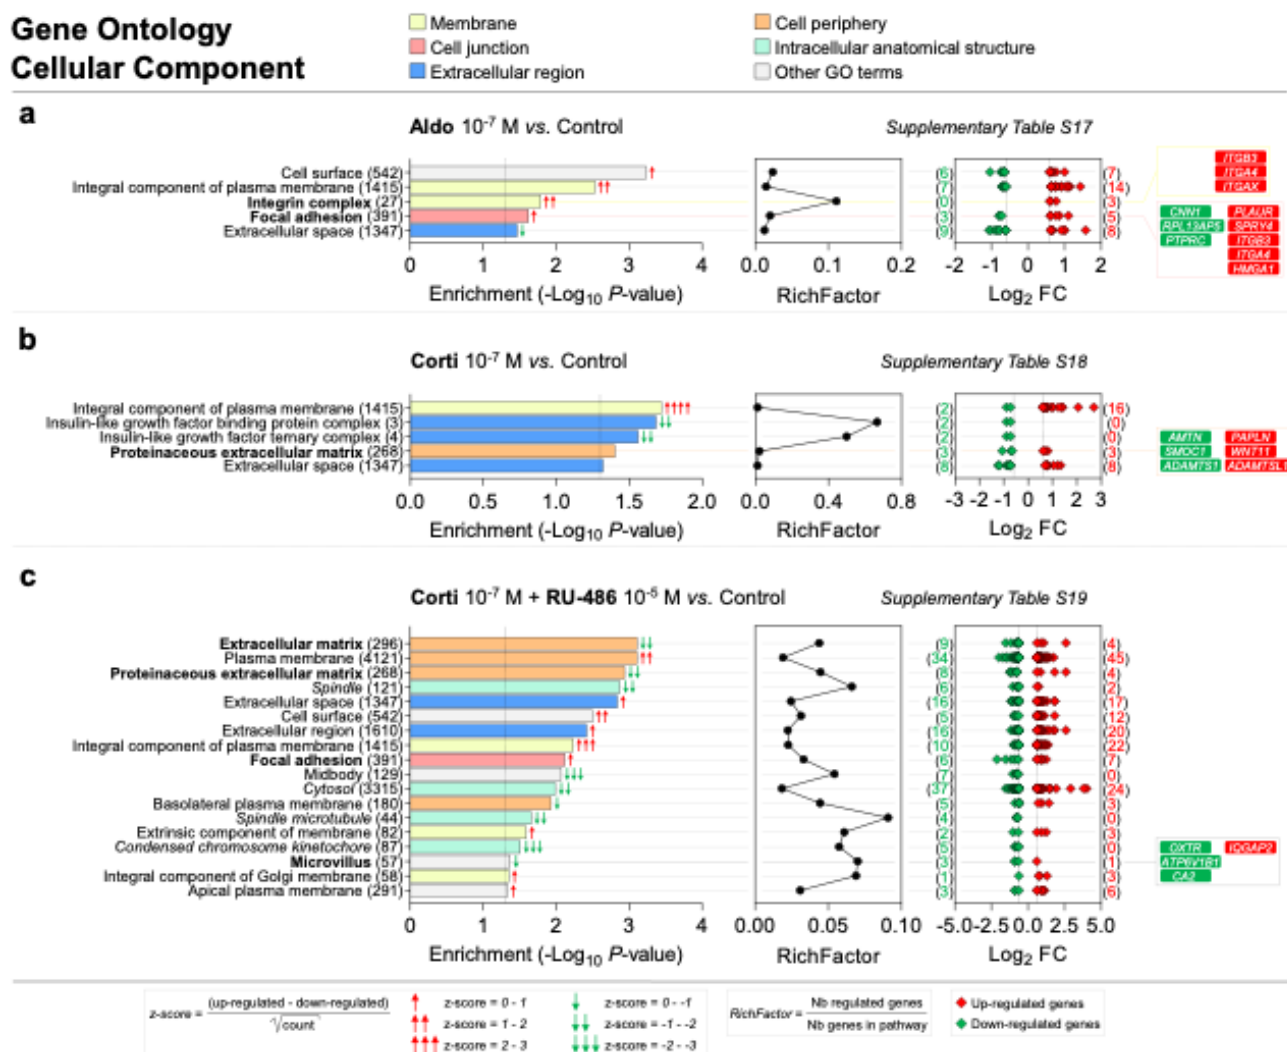 Gene Ontology
Cellular Component
Membrane
Cell junction
Extracellular region
Cell periphery
Intracellular anatomical structure
Other GO terms
a
Aldo 10⁻⁷ M vs. Control
Supplementary Table S17
Cell surface (542)
Integral component of plasma membrane (1415)
Integrin complex (27)
Focal adhesion (391)
Extracellular space (1347)
0 1 2 3 4
Enrichment (-Log₁₀ P-value)
0.0 0.1 0.2
RichFactor
(6) (7)
(7) (14)
(0) (3)
(3) (5)
(9) (8)
-2 -1 0 1 2
Log₂ FC
ITGB3
ITGA4
ITGAX
CNN1 PLAUR
RPL13AP5 SPRY4
PTPRC ITGB3
ITGA4
HMGA1
b
Corti 10⁻⁷ M vs. Control
Supplementary Table S18
Integral component of plasma membrane (1415)
Insulin-like growth factor binding protein complex (3)
Insulin-like growth factor ternary complex (4)
Proteinaceous extracellular matrix (268)
Extracellular space (1347)
0.0 0.5 1.0 1.5 2.0
Enrichment (-Log₁₀ P-value)
0.0 0.4 0.8
RichFactor
(2) (16)
(2) (0)
(2) (0)
(3) (3)
(8) (8)
-3 -2 -1 0 1 2 3
Log₂ FC
AMTN PAPLN
SMOC1 WNT11
ADAMTS1 ADAMTSL
c
Corti 10⁻⁷ M + RU-486 10⁻⁵ M vs. Control
Supplementary Table S19
Extracellular matrix (296)
Plasma membrane (4121)
Proteinaceous extracellular matrix (268)
Spindle (121)
Extracellular space (1347)
Cell surface (542)
Extracellular region (1610)
Integral component of plasma membrane (1415)
Focal adhesion (391)
Midbody (129)
Cytosol (3315)
Basolateral plasma membrane (180)
Spindle microtubule (44)
Extrinsic component of membrane (82)
Condensed chromosome kinetochore (87)
Microvillus (57)
Integral component of Golgi membrane (58)
Apical plasma membrane (291)
0 1 2 3 4
Enrichment (-Log₁₀ P-value)
0.00 0.05 0.10
RichFactor
(9) (4)
(34) (45)
(8) (4)
(6) (2)
(16) (17)
(5) (12)
(16) (20)
(10) (22)
(6) (7)
(7) (0)
(37) (24)
(5) (3)
(4) (0)
(2) (3)
(5) (0)
(3) (1)
(1) (3)
(3) (6)
-5.0 -2.5 0.0 2.5 5.0
Log₂ FC
OXTR IQGAP2
ATP6V1B1
CA2
z-score = (up-regulated - down-regulated) / √count
z-score = 0 - 1
z-score = 1 - 2
z-score = 2 - 3
z-score = 0 - -1
z-score = -1 - -2
z-score = -2 - -3
RichFactor = Nb regulated genes / Nb genes in pathway
Up-regulated genes
Down-regulated genes